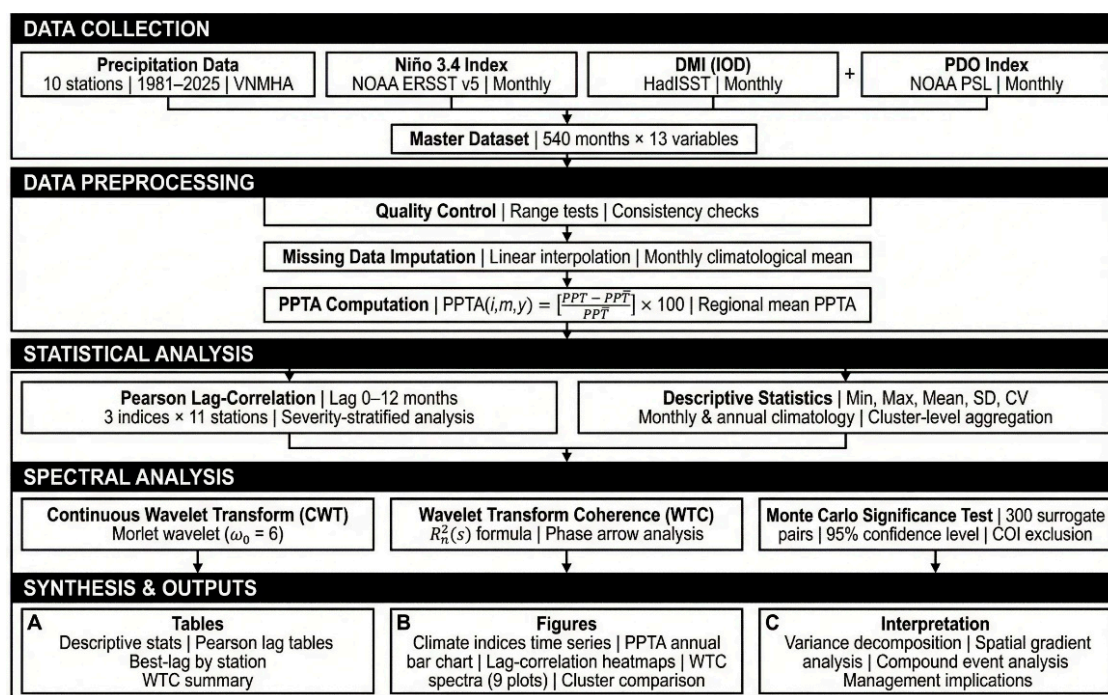 DATA COLLECTION
Precipitation Data
10 stations | 1981–2025 | VNMHA
Niño 3.4 Index
NOAA ERSST v5 | Monthly
DMI (IOD)
HadISST | Monthly
+
PDO Index
NOAA PSL | Monthly
Master Dataset | 540 months × 13 variables
DATA PREPROCESSING
Quality Control | Range tests | Consistency checks
Missing Data Imputation | Linear interpolation | Monthly climatological mean
PPTA Computation | PPTA(i,m,y) = [(PPT − PPT̅)/PPT̅] × 100 | Regional mean PPTA
STATISTICAL ANALYSIS
Pearson Lag-Correlation | Lag 0–12 months
3 indices × 11 stations | Severity-stratified analysis
Descriptive Statistics | Min, Max, Mean, SD, CV
Monthly & annual climatology | Cluster-level aggregation
SPECTRAL ANALYSIS
Continuous Wavelet Transform (CWT)
Morlet wavelet (ω₀ = 6)
Wavelet Transform Coherence (WTC)
Rₙ²(s) formula | Phase arrow analysis
Monte Carlo Significance Test | 300 surrogate
pairs | 95% confidence level | COI exclusion
SYNTHESIS & OUTPUTS
A
Tables
Descriptive stats | Pearson lag tables
Best-lag by station
WTC summary
B
Figures
Climate indices time series | PPTA annual
bar chart | Lag-correlation heatmaps | WTC
spectra (9 plots) | Cluster comparison
C
Interpretation
Variance decomposition | Spatial gradient
analysis | Compound event analysis
Management implications